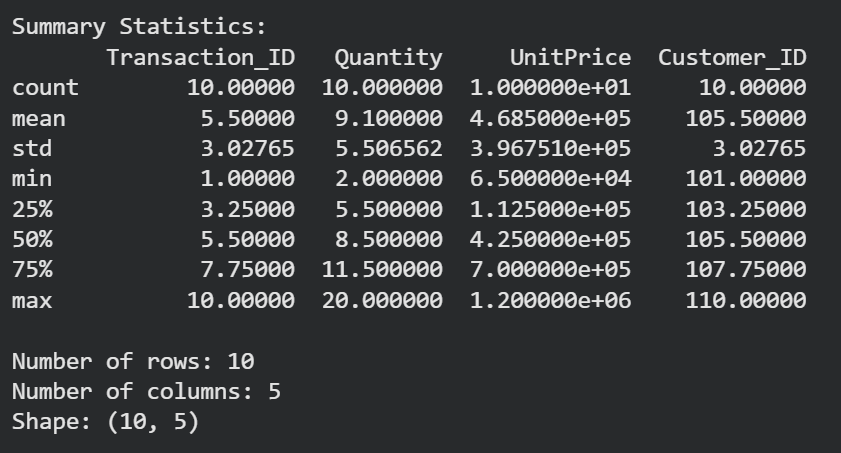 Summary Statistics:
Transaction_ID Quantity UnitPrice Customer_ID
count 10.00000 10.000000 1.000000e+01 10.00000
mean 5.50000 9.100000 4.685000e+05 105.50000
std 3.02765 5.506562 3.967510e+05 3.02765
min 1.00000 2.000000 6.500000e+04 101.00000
25% 3.25000 5.500000 1.125000e+05 103.25000
50% 5.50000 8.500000 4.250000e+05 105.50000
75% 7.75000 11.500000 7.000000e+05 107.75000
max 10.00000 20.000000 1.200000e+06 110.00000
Number of rows: 10
Number of columns: 5
Shape: (10, 5)